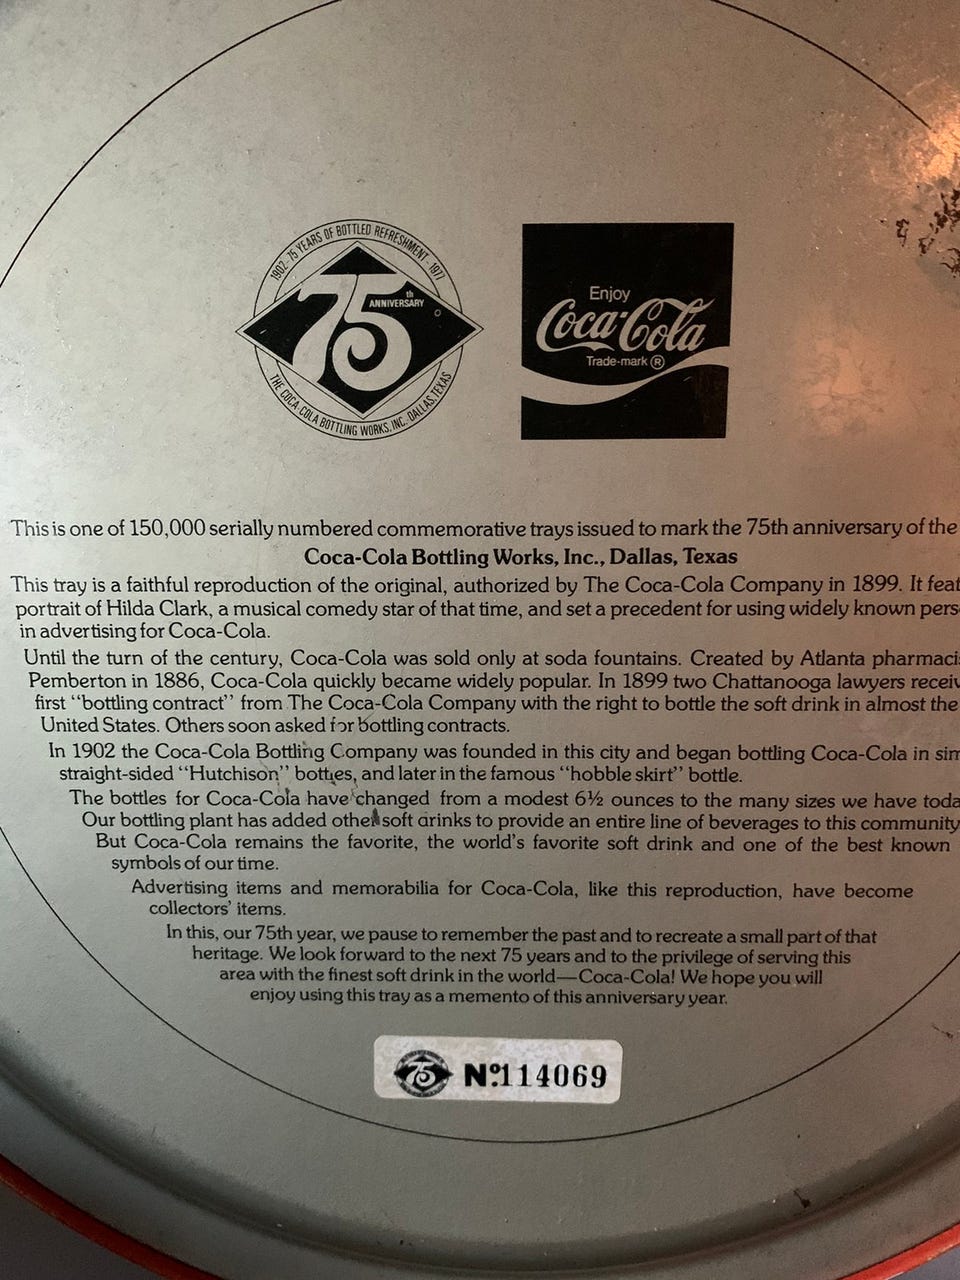 1902-75 YEARS OF BOTTLED REFRESHMENT-1977
75th ANNIVERSARY
THE COCA-COLA BOTTLING WORKS, INC. DALLAS, TEXAS
Enjoy
Coca-Cola
Trade-mark ®
This is one of 150,000 serially numbered commemorative trays issued to mark the 75th anniversary of the
Coca-Cola Bottling Works, Inc., Dallas, Texas
This tray is a faithful reproduction of the original, authorized by The Coca-Cola Company in 1899. It feat
portrait of Hilda Clark, a musical comedy star of that time, and set a precedent for using widely known pers
in advertising for Coca-Cola.
Until the turn of the century, Coca-Cola was sold only at soda fountains. Created by Atlanta pharmaci
Pemberton in 1886, Coca-Cola quickly became widely popular. In 1899 two Chattanooga lawyers receiv
first “bottling contract” from The Coca-Cola Company with the right to bottle the soft drink in almost the
United States. Others soon asked for bottling contracts.
In 1902 the Coca-Cola Bottling Company was founded in this city and began bottling Coca-Cola in sim
straight-sided “Hutchison” bottles, and later in the famous “hobble skirt” bottle.
The bottles for Coca-Cola have changed from a modest 6½ ounces to the many sizes we have toda
Our bottling plant has added other soft drinks to provide an entire line of beverages to this community
But Coca-Cola remains the favorite, the world's favorite soft drink and one of the best known
symbols of our time.
Advertising items and memorabilia for Coca-Cola, like this reproduction, have become
collectors' items.
In this, our 75th year, we pause to remember the past and to recreate a small part of that
heritage. We look forward to the next 75 years and to the privilege of serving this
area with the finest soft drink in the world—Coca-Cola! We hope you will
enjoy using this tray as a memento of this anniversary year.
75 Nº 114069